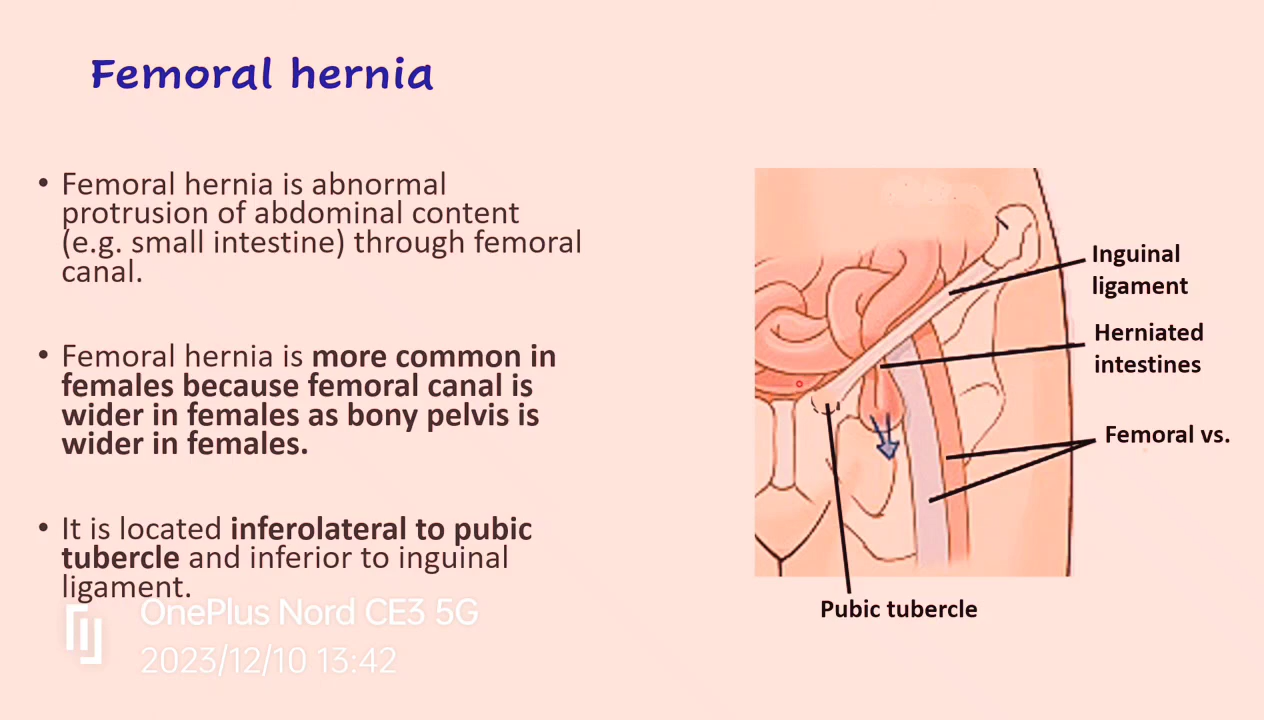 Femoral hernia
• Femoral hernia is abnormal
protrusion of abdominal content
(e.g. small intestine) through femoral
canal.
• Femoral hernia is more common in
females because femoral canal is
wider in females as bony pelvis is
wider in females.
• It is located inferolateral to pubic
tubercle and inferior to inguinal
ligament.
Inguinal
ligament
Herniated
intestines
Femoral vs.
Pubic tubercle
OnePlus Nord CE3 5G
2023/12/10 13:42